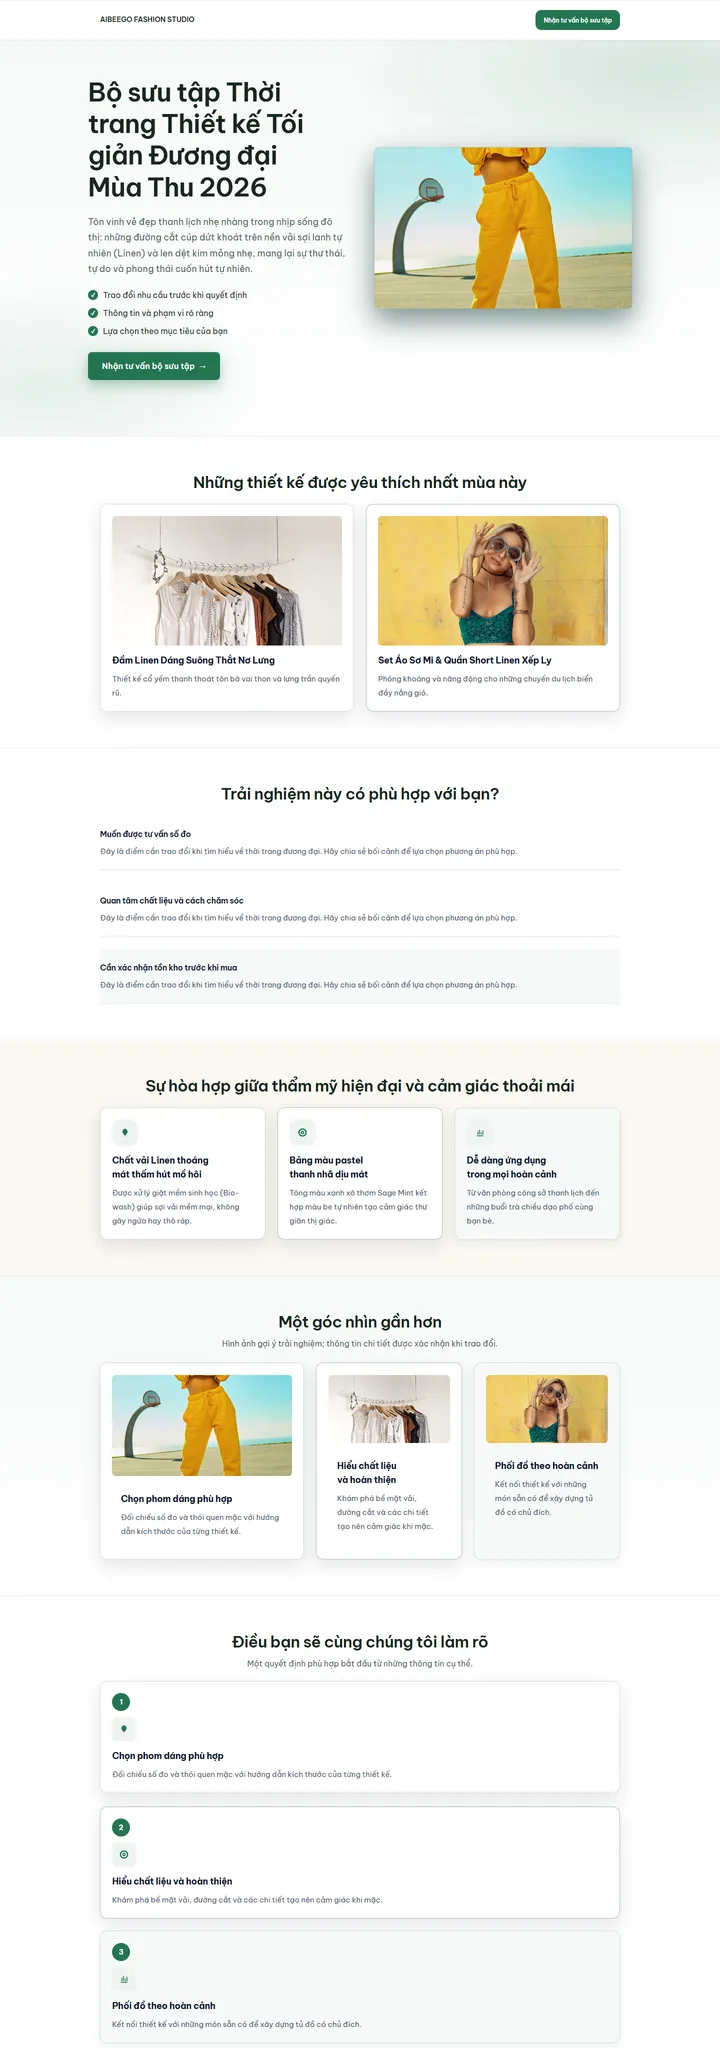 AIBEEGO FASHION STUDIO
Nhận tư vấn bộ sưu tập
Bộ sưu tập Thời
trang Thiết kế Tối
giản Đương đại
Mùa Thu 2026
Tôn vinh vẻ đẹp thanh lịch nhẹ nhàng trong nhịp sống đô
thị: những đường cắt cúp dứt khoát trên nền vải sợi lanh tự
nhiên (Linen) và len dệt kim mỏng nhẹ, mang lại sự thư thái,
tự do và phong thái cuốn hút tự nhiên.
Trao đổi nhu cầu trước khi quyết định
Thông tin và phạm vi rõ ràng
Lựa chọn theo mục tiêu của bạn
Nhận tư vấn bộ sưu tập →
Những thiết kế được yêu thích nhất mùa này
Đầm Linen Dáng Suông Thắt Nơ Lưng
Thiết kế cổ yếm thanh thoát tôn bờ vai thon và lưng trần quyến
rũ.
Set Áo Sơ Mi & Quần Short Linen Xếp Ly
Phóng khoáng và năng động cho những chuyến du lịch biển
đầy nắng gió.
Trải nghiệm này có phù hợp với bạn?
Muốn được tư vấn số đo
Đây là điểm cần trao đổi khi tìm hiểu về thời trang đương đại. Hãy chia sẻ bối cảnh để lựa chọn phương án phù hợp.
Quan tâm chất liệu và cách chăm sóc
Đây là điểm cần trao đổi khi tìm hiểu về thời trang đương đại. Hãy chia sẻ bối cảnh để lựa chọn phương án phù hợp.
Cần xác nhận tồn kho trước khi mua
Đây là điểm cần trao đổi khi tìm hiểu về thời trang đương đại. Hãy chia sẻ bối cảnh để lựa chọn phương án phù hợp.
Sự hòa hợp giữa thẩm mỹ hiện đại và cảm giác thoải mái
Chất vải Linen thoáng
mát thấm hút mồ hôi
Được xử lý giặt mềm sinh học (Bio-
wash) giúp sợi vải mềm mại, không
gây ngứa hay thô ráp.
Bảng màu pastel
thanh nhã dịu mát
Tông màu xanh xô thơm Sage Mint kết
hợp màu be tự nhiên tạo cảm giác thư
giãn thị giác.
Dễ dàng ứng dụng
trong mọi hoàn cảnh
Từ văn phòng công sở thanh lịch đến
những buổi trà chiều dạo phố cùng
bạn bè.
Một góc nhìn gần hơn
Hình ảnh gợi ý trải nghiệm; thông tin chi tiết được xác nhận khi trao đổi.
Chọn phom dáng phù hợp
Đối chiếu số đo và thói quen mặc với hướng
dẫn kích thước của từng thiết kế.
Hiểu chất liệu
và hoàn thiện
Khám phá bề mặt vải,
đường cắt và các chi tiết
tạo nên cảm giác khi mặc.
Phối đồ theo hoàn cảnh
Kết nối thiết kế với những
món sẵn có để xây dựng tủ
đồ có chủ đích.
Điều bạn sẽ cùng chúng tôi làm rõ
Một quyết định phù hợp bắt đầu từ những thông tin cụ thể.
1
Chọn phom dáng phù hợp
Đối chiếu số đo và thói quen mặc với hướng dẫn kích thước của từng thiết kế.
2
Hiểu chất liệu và hoàn thiện
Khám phá bề mặt vải, đường cắt và các chi tiết tạo nên cảm giác khi mặc.
3
Phối đồ theo hoàn cảnh
Kết nối thiết kế với những món sẵn có để xây dựng tủ đồ có chủ đích.